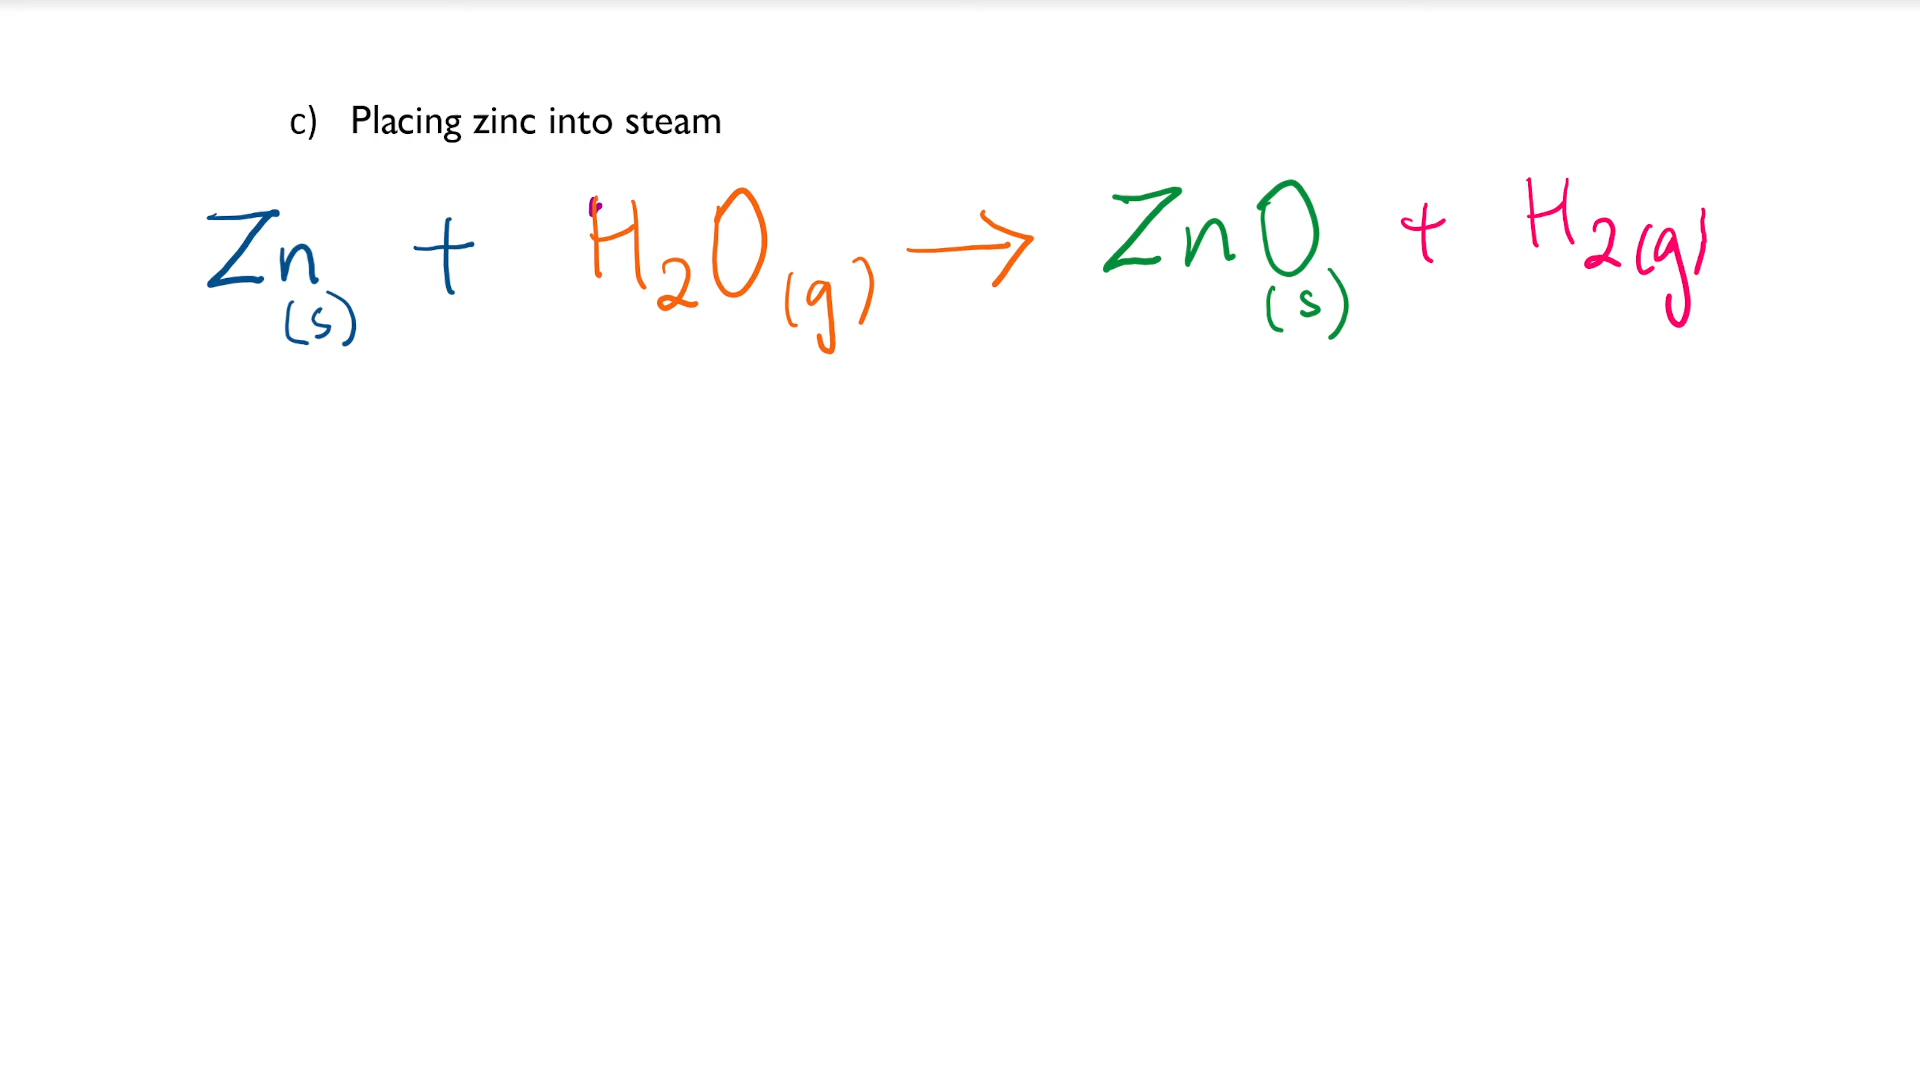 c) Placing zinc into steam
Zn(s) + H2O(g) → ZnO(s) + H2(g)